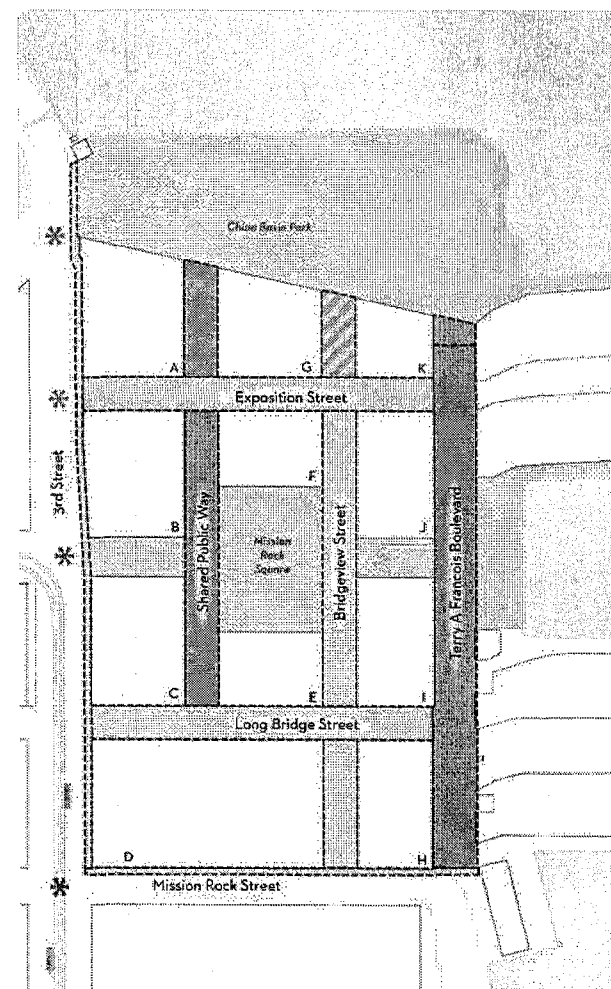 China Basin Park
A
G
K
Exposition Street
3rd Street
F
B
Shared Public Way
Mission
Rock
Square
Bridgeview Street
J
Terry A Francois Boulevard
C
E
I
Long Bridge Street
D
H
Mission Rock Street